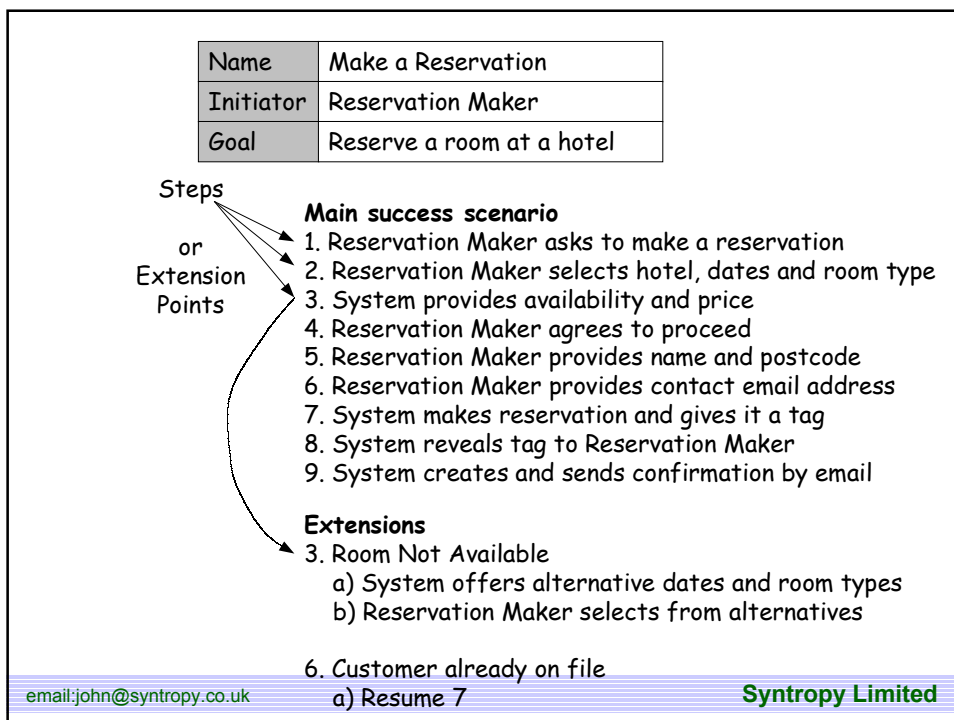 Name Make a Reservation
Initiator Reservation Maker
Goal Reserve a room at a hotel
Steps
or
Extension
Points
Main success scenario
1. Reservation Maker asks to make a reservation
2. Reservation Maker selects hotel, dates and room type
3. System provides availability and price
4. Reservation Maker agrees to proceed
5. Reservation Maker provides name and postcode
6. Reservation Maker provides contact email address
7. System makes reservation and gives it a tag
8. System reveals tag to Reservation Maker
9. System creates and sends confirmation by email
Extensions
3. Room Not Available
a) System offers alternative dates and room types
b) Reservation Maker selects from alternatives
6. Customer already on file
a) Resume 7
email:john@syntropy.co.uk
Syntropy Limited